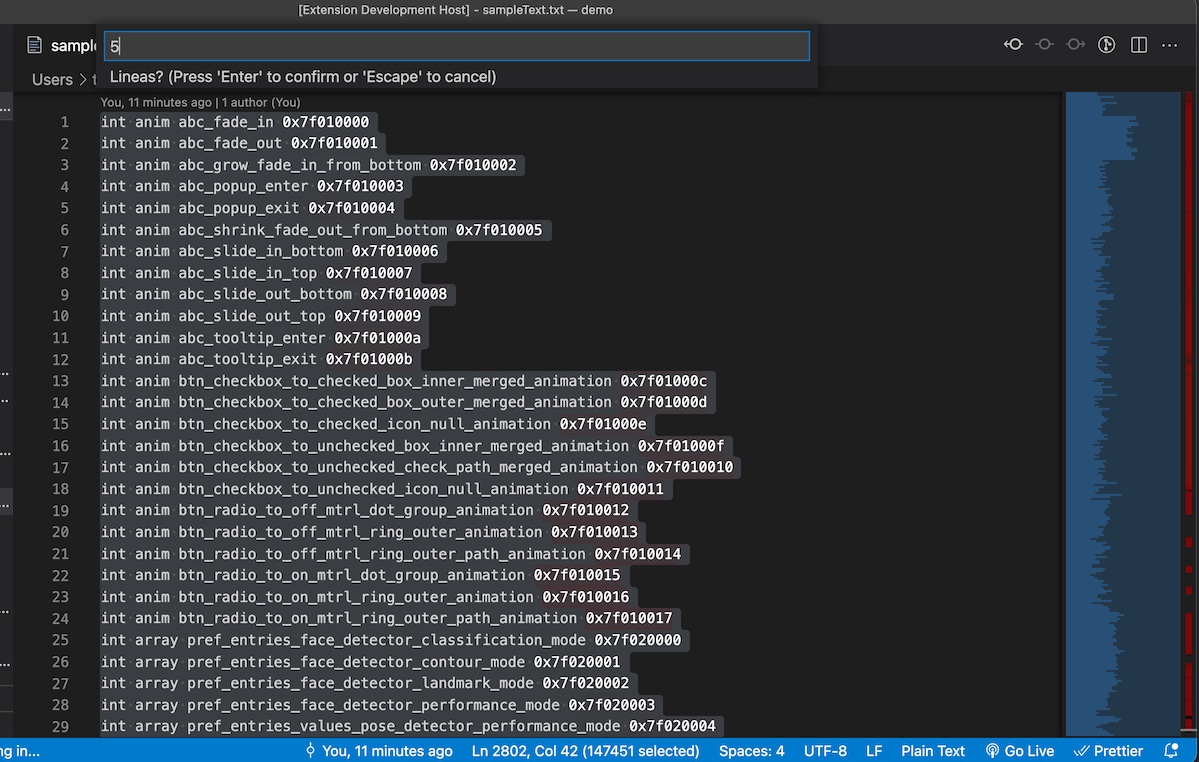 [Extension Development Host] - sampleText.txt — demo
5
Lineas? (Press 'Enter' to confirm or 'Escape' to cancel)
Users >
You, 11 minutes ago | 1 author (You)
1 int anim abc_fade_in 0x7f010000
2 int anim abc_fade_out 0x7f010001
3 int anim abc_grow_fade_in_from_bottom 0x7f010002
4 int anim abc_popup_enter 0x7f010003
5 int anim abc_popup_exit 0x7f010004
6 int anim abc_shrink_fade_out_from_bottom 0x7f010005
7 int anim abc_slide_in_bottom 0x7f010006
8 int anim abc_slide_in_top 0x7f010007
9 int anim abc_slide_out_bottom 0x7f010008
10 int anim abc_slide_out_top 0x7f010009
11 int anim abc_tooltip_enter 0x7f01000a
12 int anim abc_tooltip_exit 0x7f01000b
13 int anim btn_checkbox_to_checked_box_inner_merged_animation 0x7f01000c
14 int anim btn_checkbox_to_checked_box_outer_merged_animation 0x7f01000d
15 int anim btn_checkbox_to_checked_icon_null_animation 0x7f01000e
16 int anim btn_checkbox_to_unchecked_box_inner_merged_animation 0x7f01000f
17 int anim btn_checkbox_to_unchecked_check_path_merged_animation 0x7f010010
18 int anim btn_checkbox_to_unchecked_icon_null_animation 0x7f010011
19 int anim btn_radio_to_off_mtrl_dot_group_animation 0x7f010012
20 int anim btn_radio_to_off_mtrl_ring_outer_animation 0x7f010013
21 int anim btn_radio_to_off_mtrl_ring_outer_path_animation 0x7f010014
22 int anim btn_radio_to_on_mtrl_dot_group_animation 0x7f010015
23 int anim btn_radio_to_on_mtrl_ring_outer_animation 0x7f010016
24 int anim btn_radio_to_on_mtrl_ring_outer_path_animation 0x7f010017
25 int array pref_entries_face_detector_classification_mode 0x7f020000
26 int array pref_entries_face_detector_contour_mode 0x7f020001
27 int array pref_entries_face_detector_landmark_mode 0x7f020002
28 int array pref_entries_face_detector_performance_mode 0x7f020003
29 int array pref_entries_values_pose_detector_performance_mode 0x7f020004
ng in... You, 11 minutes ago Ln 2802, Col 42 (147451 selected) Spaces: 4 UTF-8 LF Plain Text Go Live Prettier